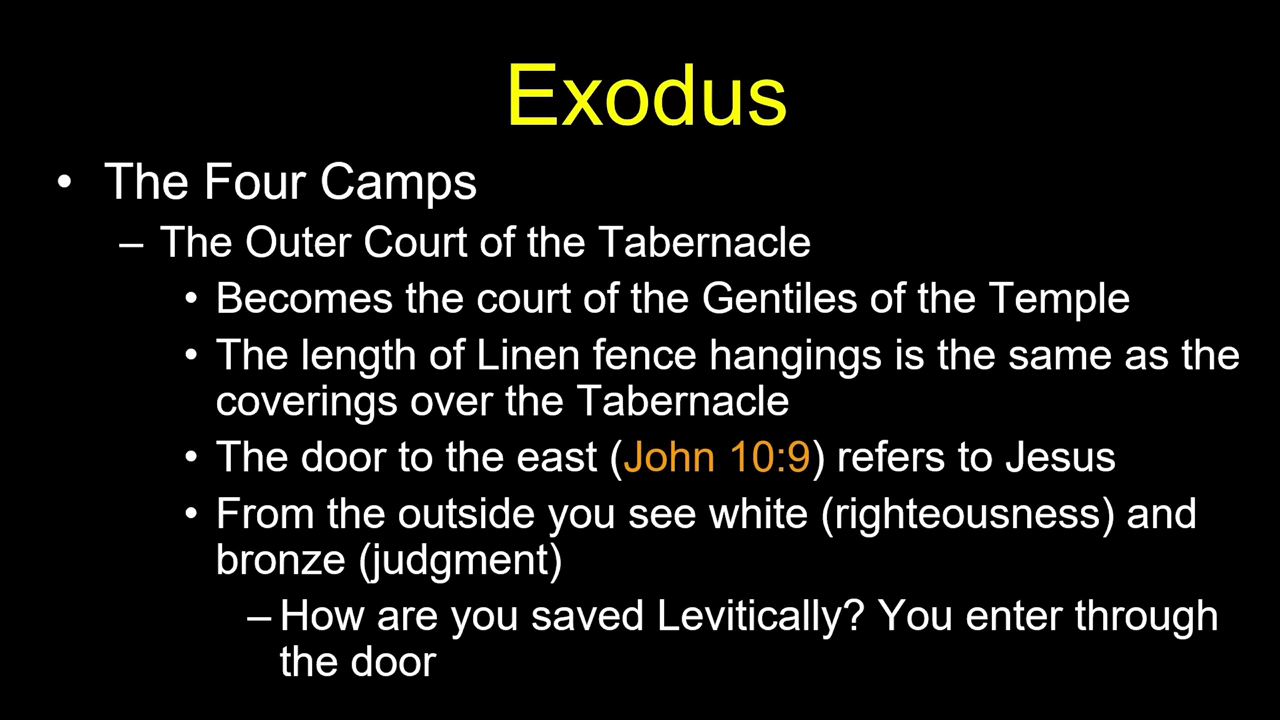 Exodus
• The Four Camps
– The Outer Court of the Tabernacle
• Becomes the court of the Gentiles of the Temple
• The length of Linen fence hangings is the same as the
coverings over the Tabernacle
• The door to the east (John 10:9) refers to Jesus
• From the outside you see white (righteousness) and
bronze (judgment)
– How are you saved Levitically? You enter through
the door